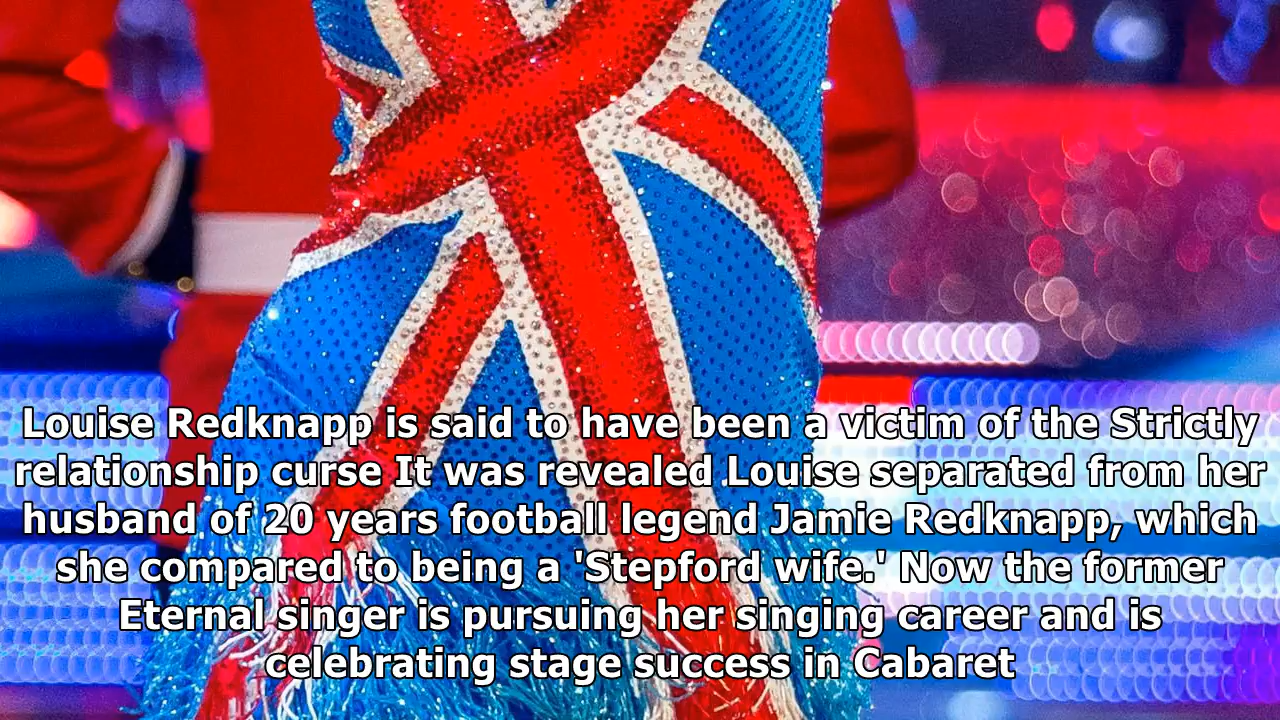 Louise Redknapp is said to have been a victim of the Strictly
relationship curse It was revealed Louise separated from her
husband of 20 years football legend Jamie Redknapp, which
she compared to being a 'Stepford wife.' Now the former
Eternal singer is pursuing her singing career and is
celebrating stage success in Cabaret